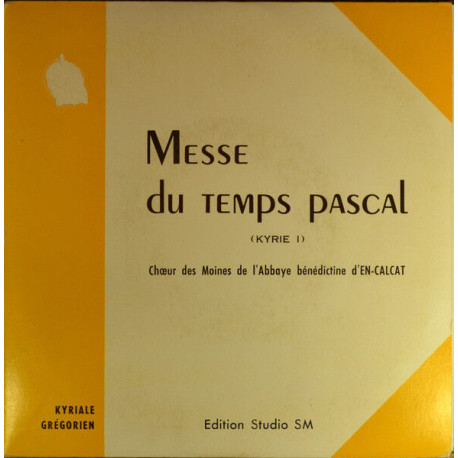 MESSE
du TEMPS PASCAL
(KYRIE I)
Chœur des Moines de l'Abbaye bénédictine d'EN-CALCAT
KYRIALE
GRÉGORIEN
Edition Studio SM